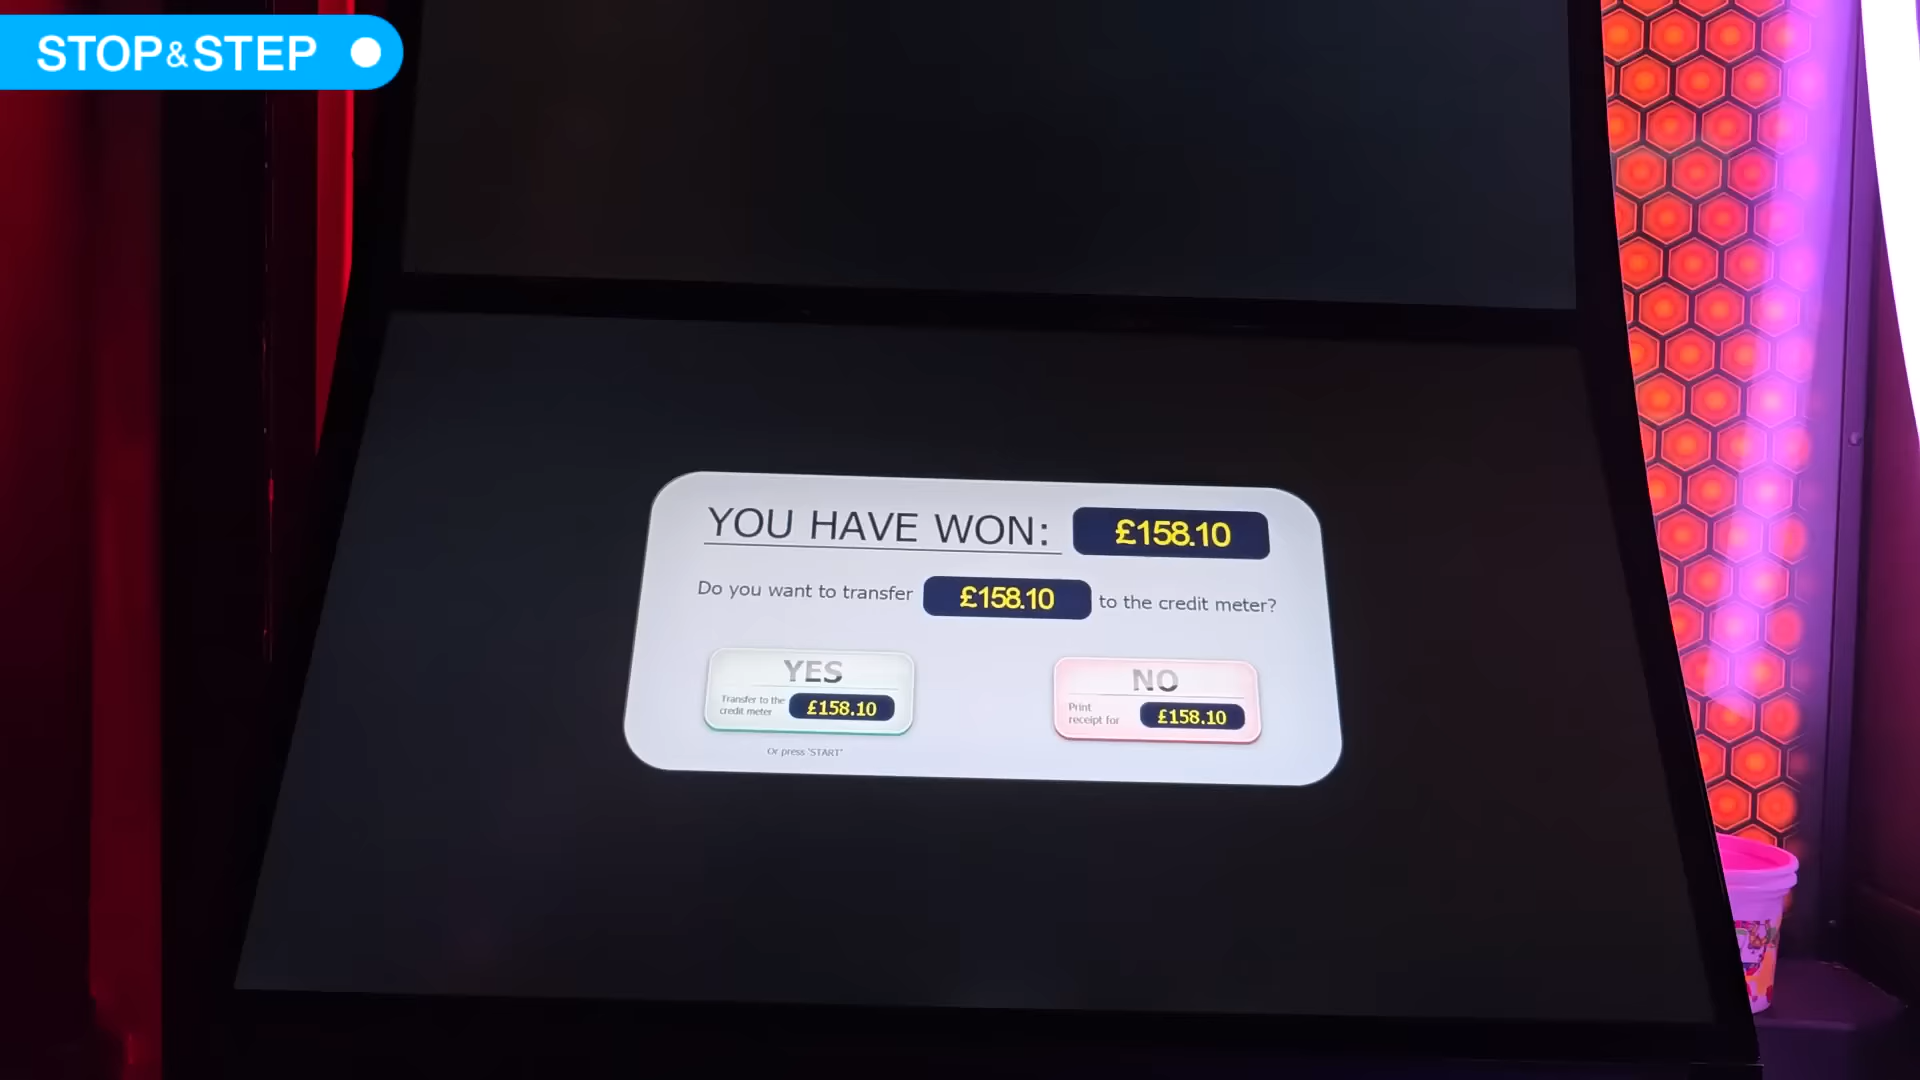 STOP&STEP
YOU HAVE WON: £158.10
Do you want to transfer £158.10 to the credit meter?
YES
Transfer to the
credit meter £158.10
Or press 'START'
NO
Print
receipt for £158.10